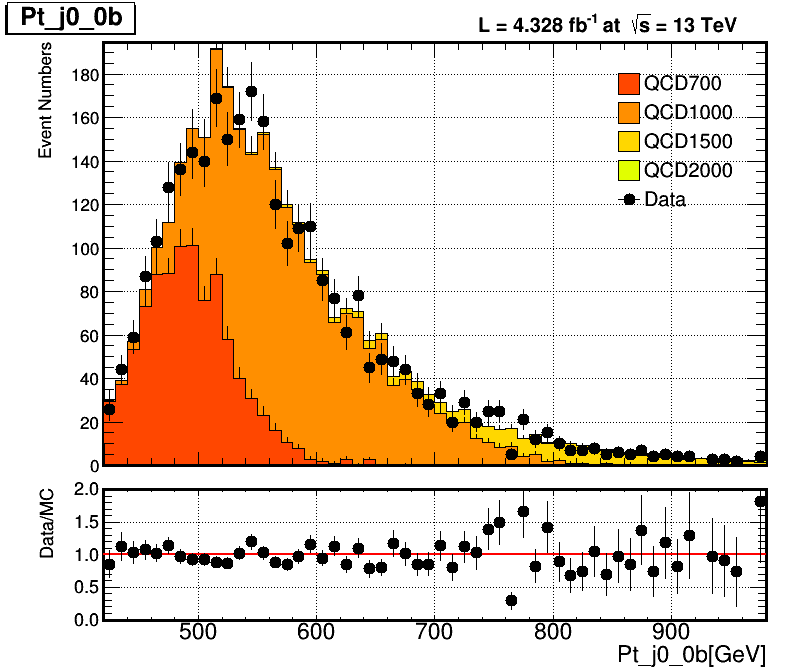 Pt_j0_0b
L = 4.328 fb-1 at √s = 13 TeV
Event Numbers
180
160
140
120
100
80
60
40
20
0
QCD700
QCD1000
QCD1500
QCD2000
Data
Data/MC
2.0
1.5
1.0
0.5
0.0
500 600 700 800 900
Pt_j0_0b[GeV]